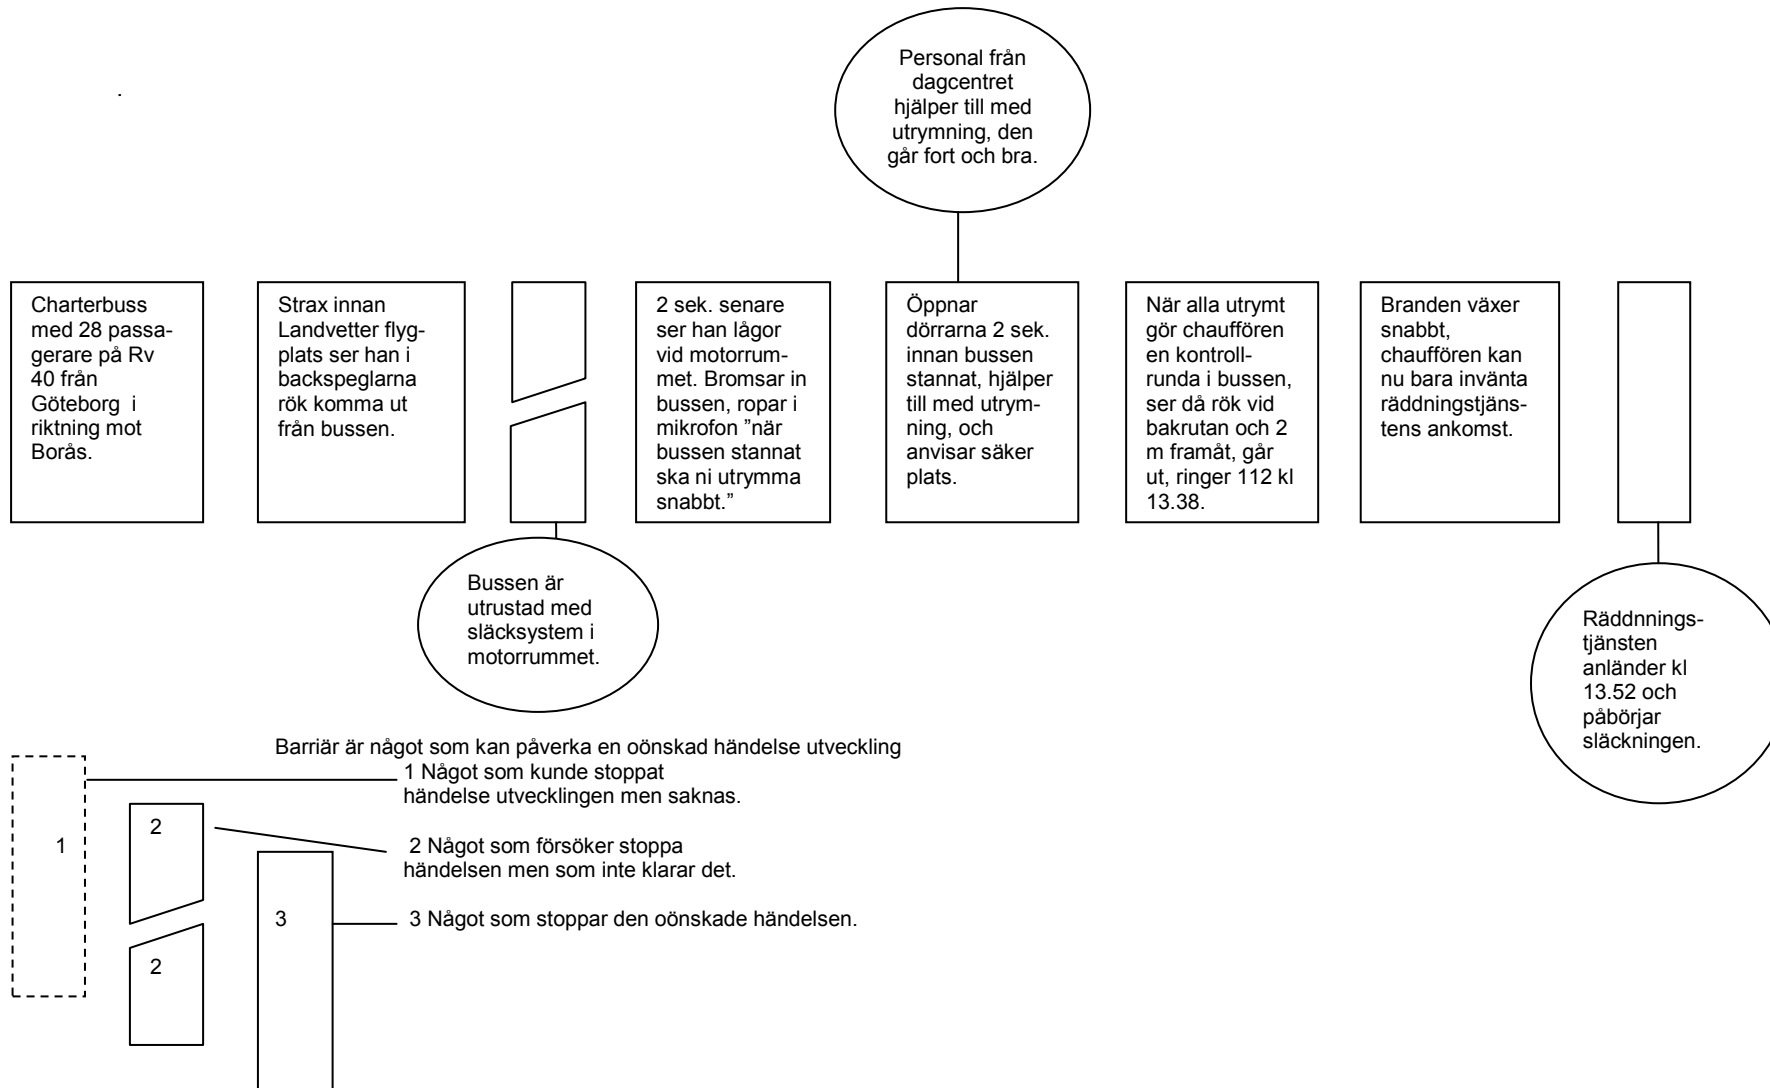 Personal från
dagcentret
hjälper till med
utrymning, den
går fort och bra.
.
Charterbuss
med 28 passa-
gerare på Rv
40 från
Göteborg i
riktning mot
Borås.
Strax innan
Landvetter flyg-
plats ser han i
backspeglarna
rök komma ut
från bussen.
2 sek. senare
ser han lågor
vid motorrum-
met. Bromsar in
bussen, ropar i
mikrofon ”när
bussen stannat
ska ni utrymma
snabbt.”
Öppnar
dörrarna 2 sek.
innan bussen
stannat, hjälper
till med utrym-
ning, och
anvisar säker
plats.
När alla utrymt
gör chauffören
en kontroll-
runda i bussen,
ser då rök vid
bakrutan och 2
m framåt, går
ut, ringer 112 kl
13.38.
Branden växer
snabbt,
chauffören kan
nu bara invänta
räddningstjäns-
tens ankomst.
Bussen är
utrustad med
släcksystem i
motorrummet.
Räddnnings-
tjänsten
anländer kl
13.52 och
påbörjar
släckningen.
Barriär är något som kan påverka en oönskad händelse utveckling
1 Något som kunde stoppat
händelse utvecklingen men saknas.
1
2
2 Något som försöker stoppa
händelsen men som inte klarar det.
3
3 Något som stoppar den oönskade händelsen.
2